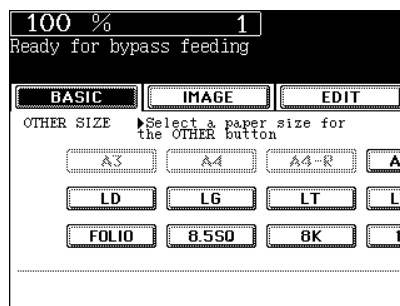 100 % 1
Ready for bypass feeding
BASIC IMAGE EDIT
OTHER SIZE ▶Select a paper size for
the OTHER button
A3 A4 A4-R A
LD LG LT L
FOLIO 8.5SQ 8K 1